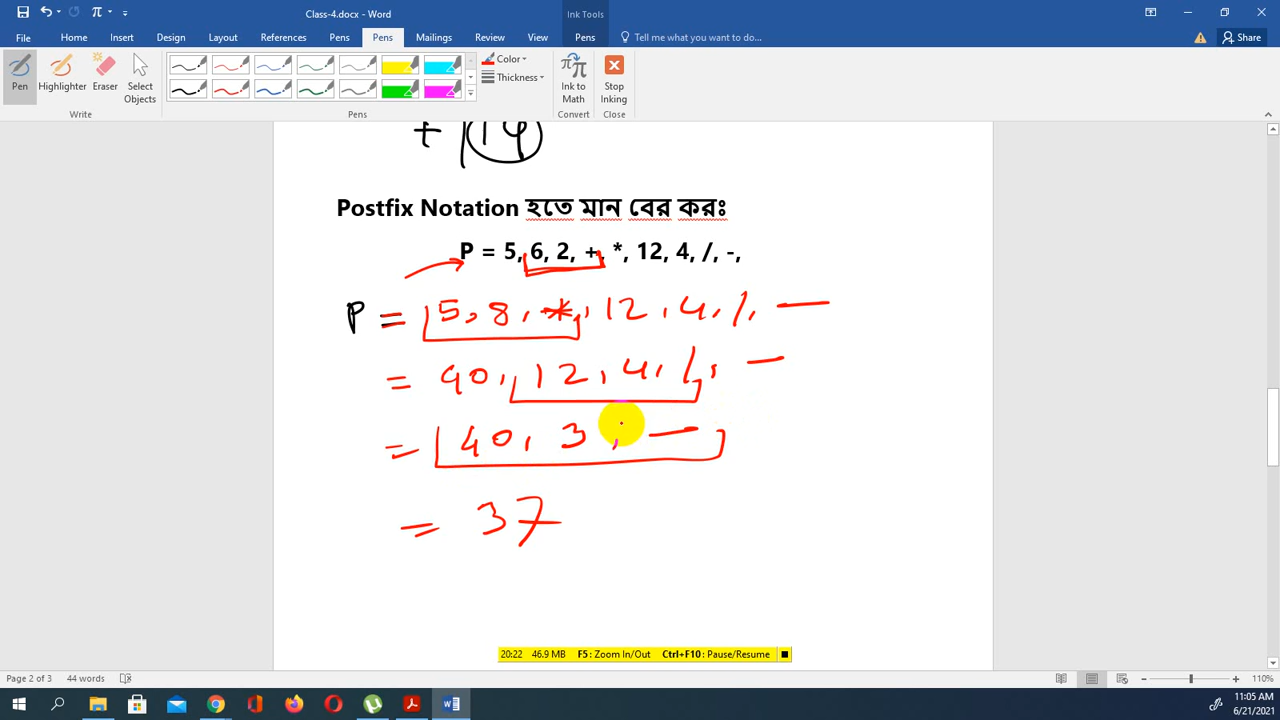 Class-4.docx - Word
Ink Tools
File Home Insert Design Layout References Pens Mailings Review View Pens Tell me what you want to do... Share
Pen Highlighter Eraser Select Objects
Color
Thickness
Ink to Math
Stop Inking
Write Pens Convert Close
+ 14
Postfix Notation হতে মান বের করঃ
P = 5, 6, 2, +, *, 12, 4, /, -,
P = 5, 8, *, 12, 4, /, —
= 40, 12, 4, /, —
= 40, 3, —,
= 37
20:22 46.9 MB F5: Zoom In/Out Ctrl+F10: Pause/Resume
Page 2 of 3 44 words 110%
11:05 AM
6/21/2021